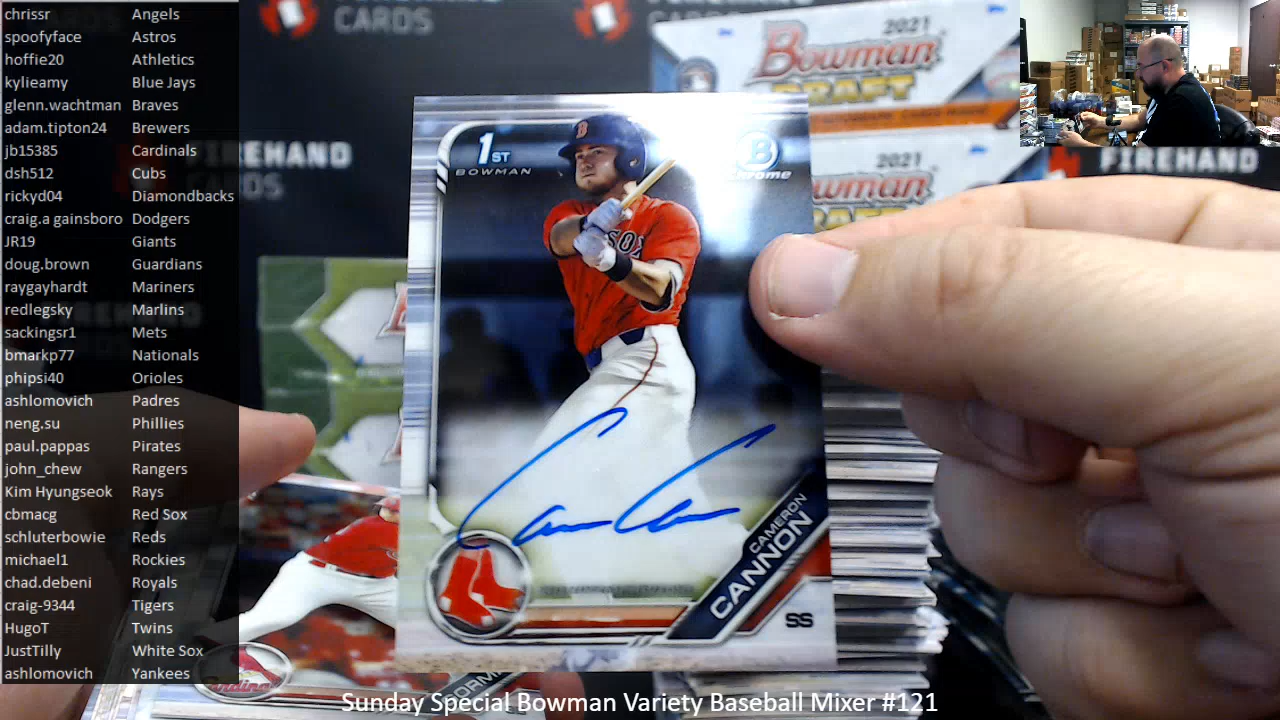 chrissr Angels
spoofyface Astros
hoffie20 Athletics
kylieamy Blue Jays
glenn.wachtman Braves
adam.tipton24 Brewers
jb15385 Cardinals
dsh512 Cubs
rickyd04 Diamondbacks
craig.a gainsboro Dodgers
JR19 Giants
doug.brown Guardians
raygayhardt Mariners
redlegsky Marlins
sackingsr1 Mets
bmarkp77 Nationals
phipsi40 Orioles
ashlomovich Padres
neng.su Phillies
paul.pappas Pirates
john_chew Rangers
Kim Hyungseok Rays
cbmacg Red Sox
schluterbowie Reds
michael1 Rockies
chad.debeni Royals
craig-9344 Tigers
HugoT Twins
JustTilly White Sox
ashlomovich Yankees
CARDS
2021
Bowman
DRAFT
2021
FIREHAND
CARDS
FIREHAND
1ST
BOWMAN
B
chrome
CAMERON
CANNON
SS
Sunday Special Bowman Variety Baseball Mixer #121